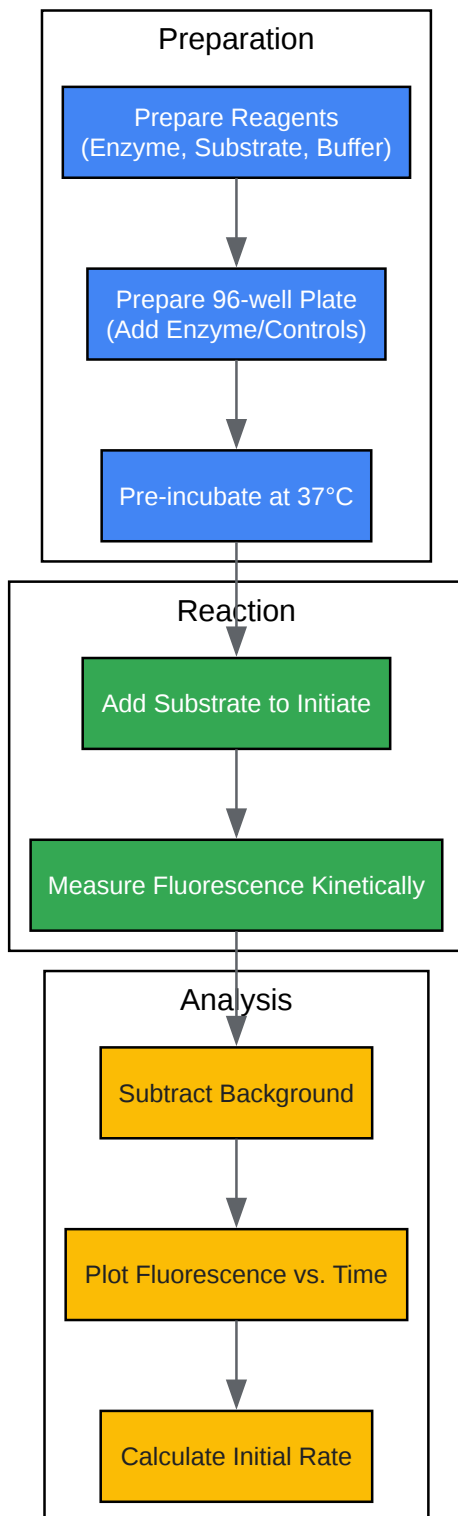 Preparation
Prepare Reagents
(Enzyme, Substrate, Buffer)
Prepare 96-well Plate
(Add Enzyme/Controls)
Pre-incubate at 37°C
Reaction
Add Substrate to Initiate
Measure Fluorescence Kinetically
Analysis
Subtract Background
Plot Fluorescence vs. Time
Calculate Initial Rate